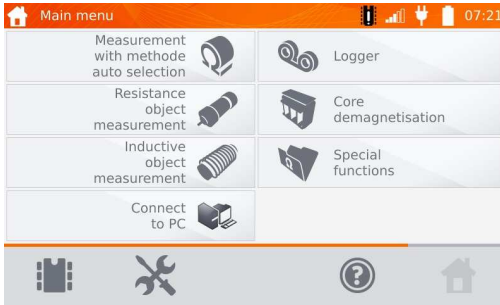 Main menu
07:21
Measurement
with methode
auto selection
Logger
Resistance
object
measurement
Core
demagnetisation
Inductive
object
measurement
Special
functions
Connect
to PC